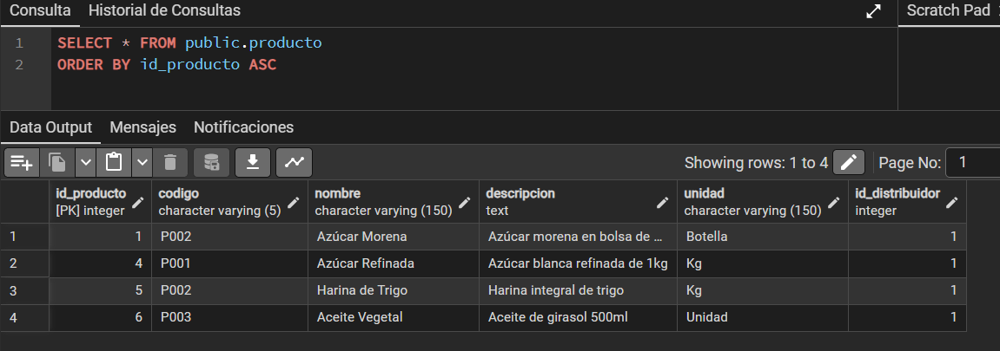 Consulta Historial de Consultas Scratch Pad
1 SELECT * FROM public.producto
2 ORDER BY id_producto ASC
Data Output Mensajes Notificaciones
Showing rows: 1 to 4 Page No: 1
id_producto codigo nombre descripcion unidad id_distribuidor
[PK] integer character varying (5) character varying (150) text character varying (150) integer
1 1 P002 Azúcar Morena Azúcar morena en bolsa de ... Botella 1
2 4 P001 Azúcar Refinada Azúcar blanca refinada de 1kg Kg 1
3 5 P002 Harina de Trigo Harina integral de trigo Kg 1
4 6 P003 Aceite Vegetal Aceite de girasol 500ml Unidad 1